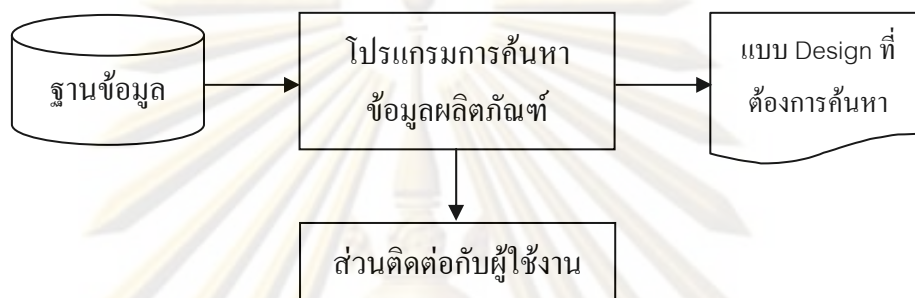 ฐานข้อมูล
โปรแกรมการค้นหา
ข้อมูลผลิตภัณฑ์
แบบ Design ที่
ต้องการค้นหา
ส่วนติดต่อกับผู้ใช้งาน